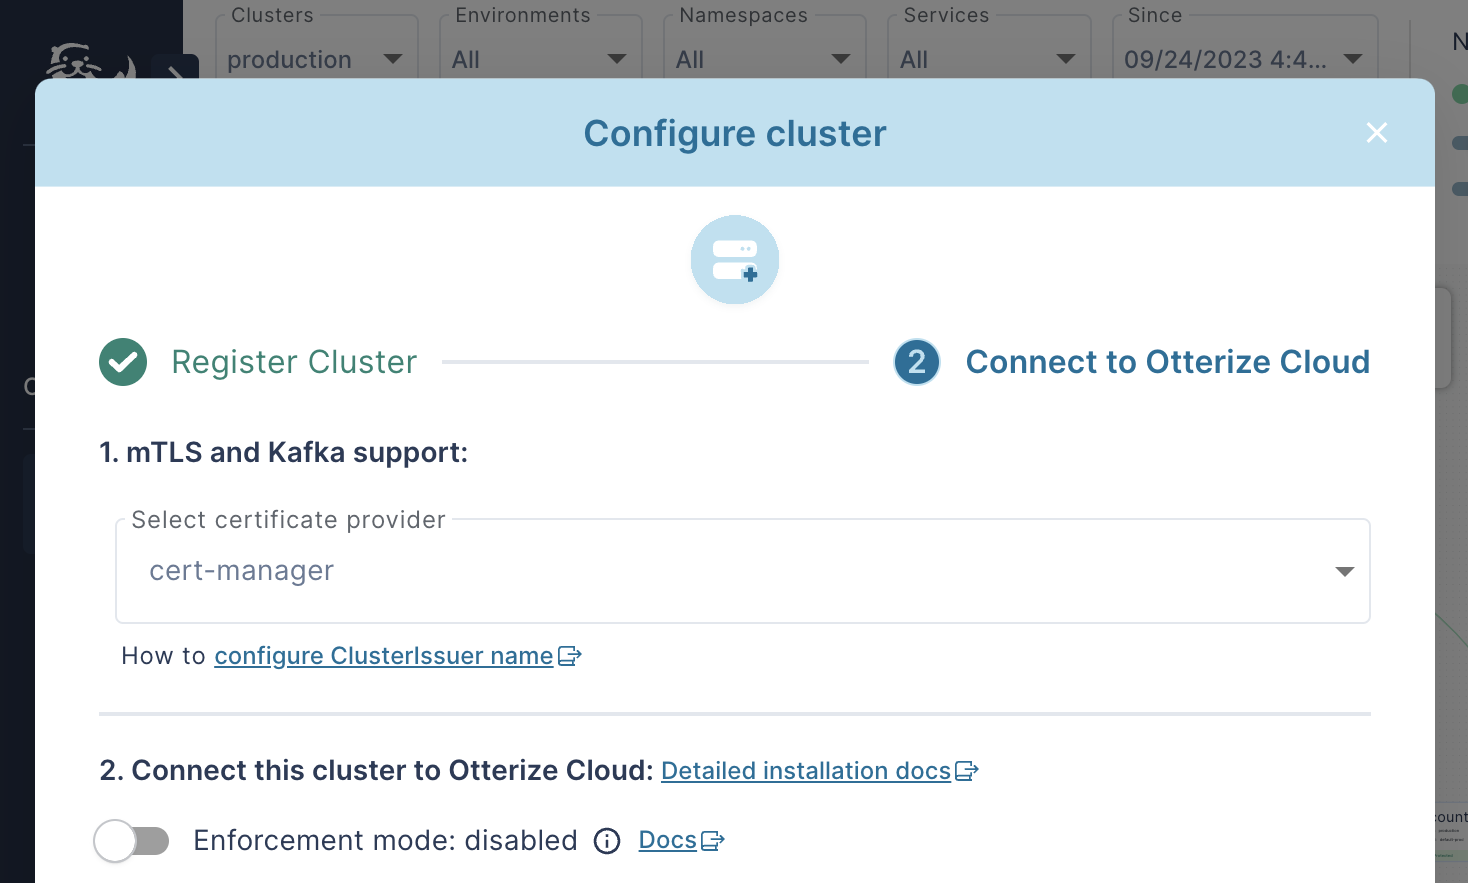 Clusters Environments Namespaces Services Since
production All All All 09/24/2023 4:4...
Configure cluster
Register Cluster 2 Connect to Otterize Cloud
1. mTLS and Kafka support:
Select certificate provider
cert-manager
How to configure ClusterIssuer name
2. Connect this cluster to Otterize Cloud: Detailed installation docs
Enforcement mode: disabled Docs